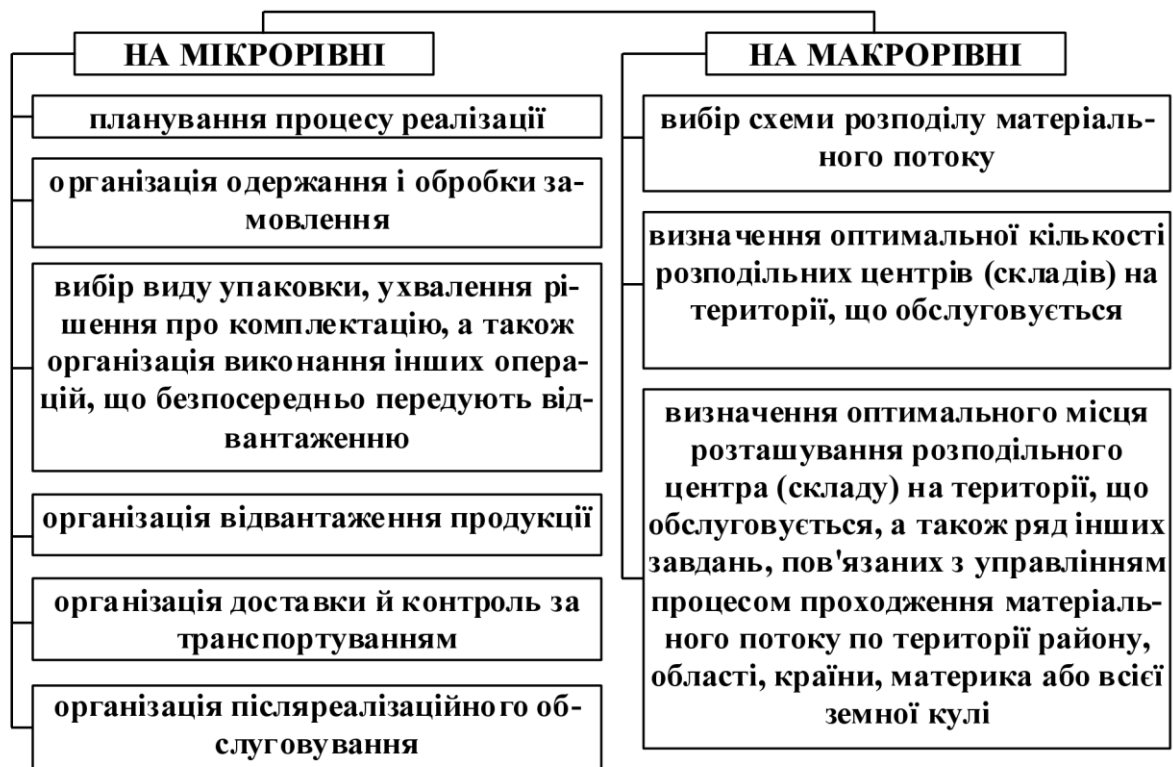 НА МІКРОРІВНІ
планування процесу реалізації
організація одержання і обробки за-
мовлення
вибір виду упаковки, ухвалення рі-
шення про комплектацію, а також
організація виконання інших опера-
цій, що безпосередньо передують від-
вантаженню
організація відвантаження продукції
організація доставки й контроль за
транспортуванням
організація післяреалізаційного об-
слуговування
НА МАКРОРІВНІ
вибір схеми розподілу матеріаль-
ного потоку
визначення оптимальної кількості
розподільних центрів (складів) на
території, що обслуговується
визначення оптимального місця
розташування розподільного
центра (складу) на території, що
обслуговується, а також ряд інших
завдань, пов'язаних з управлінням
процесом проходження матеріаль-
ного потоку по території району,
області, країни, материка або всієї
земної кулі